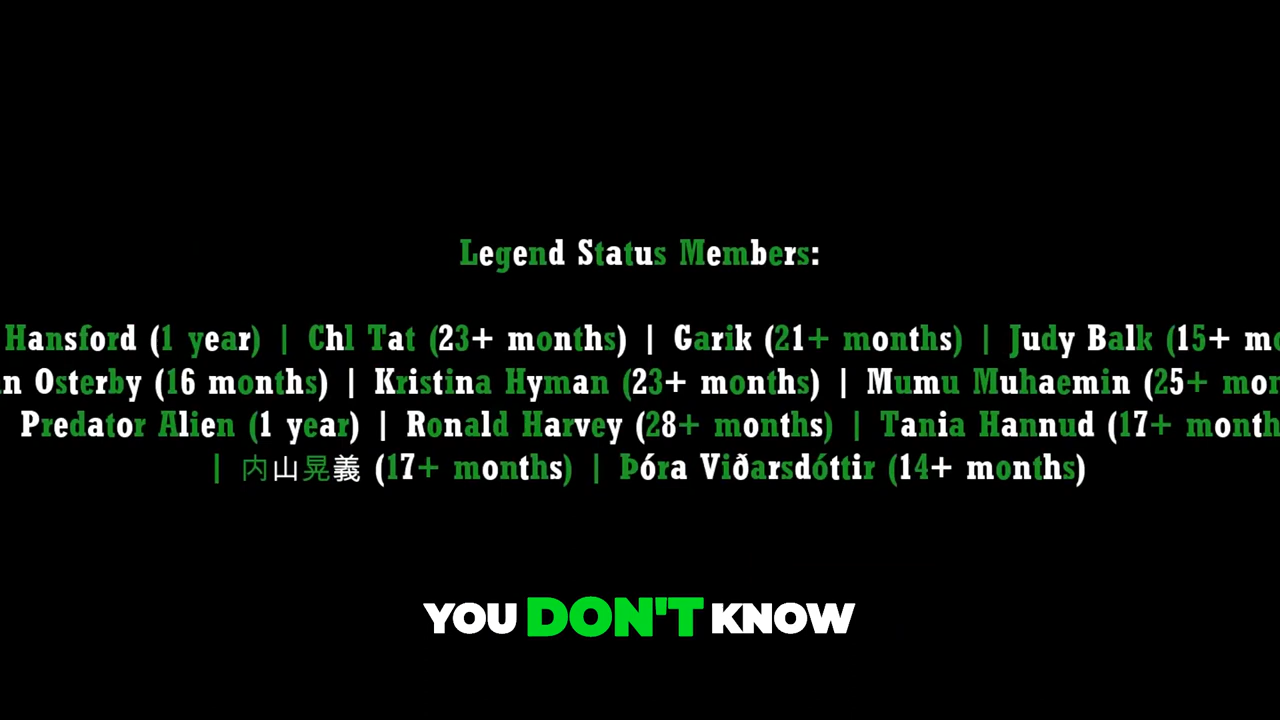 Legend Status Members:
Hansford (1 year) | Chl Tat (23+ months) | Garik (21+ months) | Judy Balk (15+
Osterby (16 months) | Kristina Hyman (23+ months) | Mumu Muhaemin (25+
Predator Alien (1 year) | Ronald Harvey (28+ months) | Tania Hannud (17+
| 内山晃義 (17+ months) | Þóra Viðarsdóttir (14+ months)
YOU DON'T KNOW